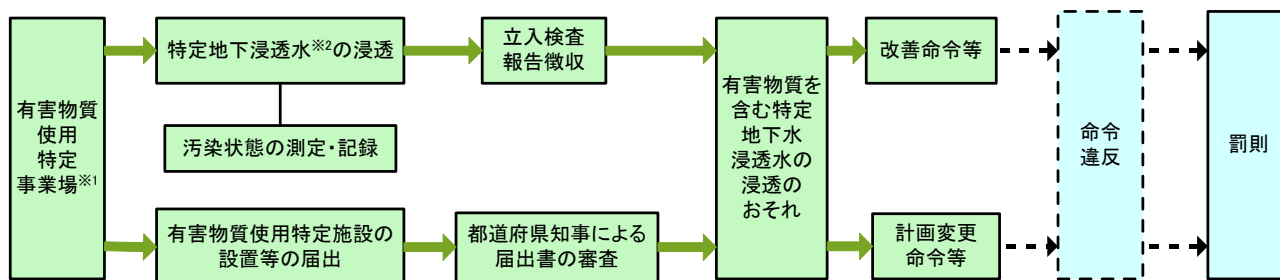 有害物質
使用
特定
事業場※1
特定地下浸透水※2の浸透
汚染状態の測定・記録
有害物質使用特定施設の
設置等の届出
立入検査
報告徴収
都道府県知事による
届出書の審査
有害物質を
含む特定
地下水
浸透水の
浸透の
おそれ
改善命令等
計画変更
命令等
命令
違反
罰則